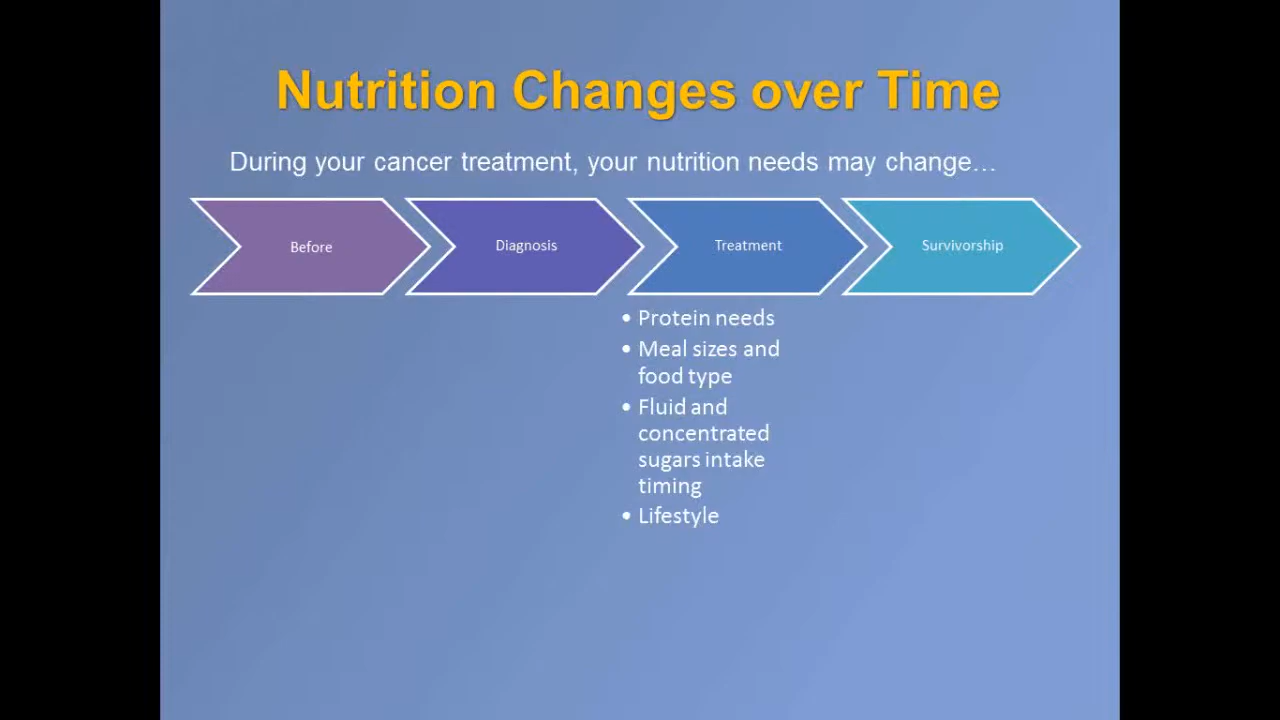 Nutrition Changes over Time
During your cancer treatment, your nutrition needs may change…
Before
Diagnosis
Treatment
Survivorship
• Protein needs
• Meal sizes and
food type
• Fluid and
concentrated
sugars intake
timing
• Lifestyle